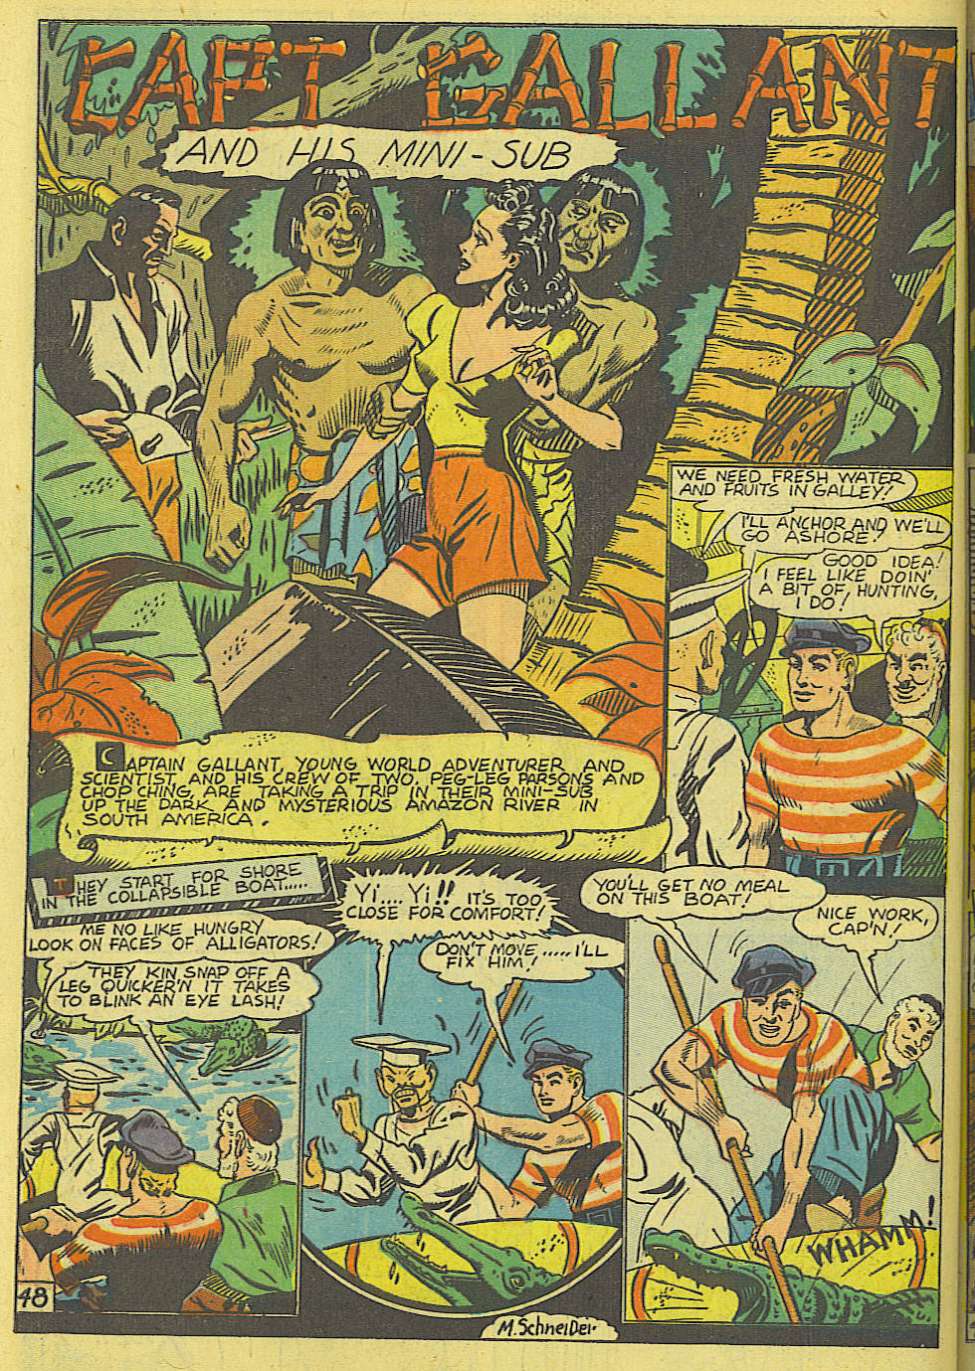 CAPT GALLANT
AND HIS MINI-SUB
WE NEED FRESH WATER
AND FRUITS IN GALLEY!
I'LL ANCHOR AND WE'LL
GO ASHORE!
GOOD IDEA!
I FEEL LIKE DOIN'
A BIT OF, HUNTING,
I DO!
CAPTAIN GALLANT, YOUNG WORLD ADVENTURER AND
SCIENTIST, AND HIS CREW OF TWO, PEG-LEG PARSONS AND
CHOP CHING, ARE TAKING A TRIP IN THEIR MINI-SUB
UP THE DARK AND MYSTERIOUS AMAZON RIVER IN
SOUTH AMERICA.
THEY START FOR SHORE
IN THE COLLAPSIBLE BOAT.....
ME NO LIKE HUNGRY
LOOK ON FACES OF ALLIGATORS!
THEY KIN SNAP OFF A
LEG QUICKER'N IT TAKES
TO BLINK AN EYE LASH!
YI.... YI!! IT'S TOO
CLOSE FOR COMFORT!
DON'T MOVE.....I'LL
FIX HIM!
YOU'LL GET NO MEAL
ON THIS BOAT!
NICE WORK,
CAP'N!
WHAMM!
48
M. Schneider